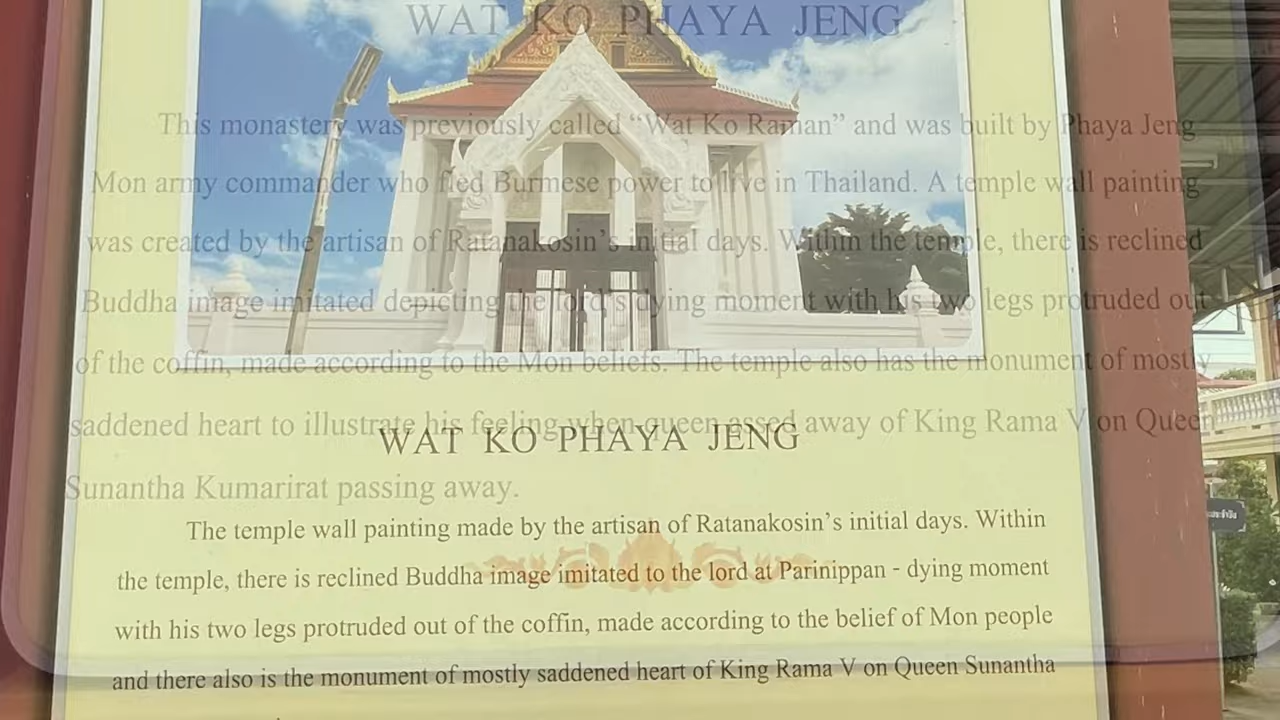 WAT KO PHAYA JENG
This monastery was previously called “Wat Ko Raman” and was built by Phaya Jeng
Mon army commander who fled Burmese power to live in Thailand. A temple wall painting
was created by the artisan of Ratanakosin’s initial days. Within the temple, there is reclined
Buddha image imitated depicting the lord’s dying moment with his two legs protruded out
of the coffin, made according to the Mon beliefs. The temple also has the monument of mostly
saddened heart to illustrate his feeling when queen away of King Rama V on Queen
Sunantha Kumarirat passing away.
WAT KO PHAYA JENG
The temple wall painting made by the artisan of Ratanakosin’s initial days. Within
the temple, there is reclined Buddha image imitated to the lord at Parinippan - dying moment
with his two legs protruded out of the coffin, made according to the belief of Mon people
and there also is the monument of mostly saddened heart of King Rama V on Queen Sunantha